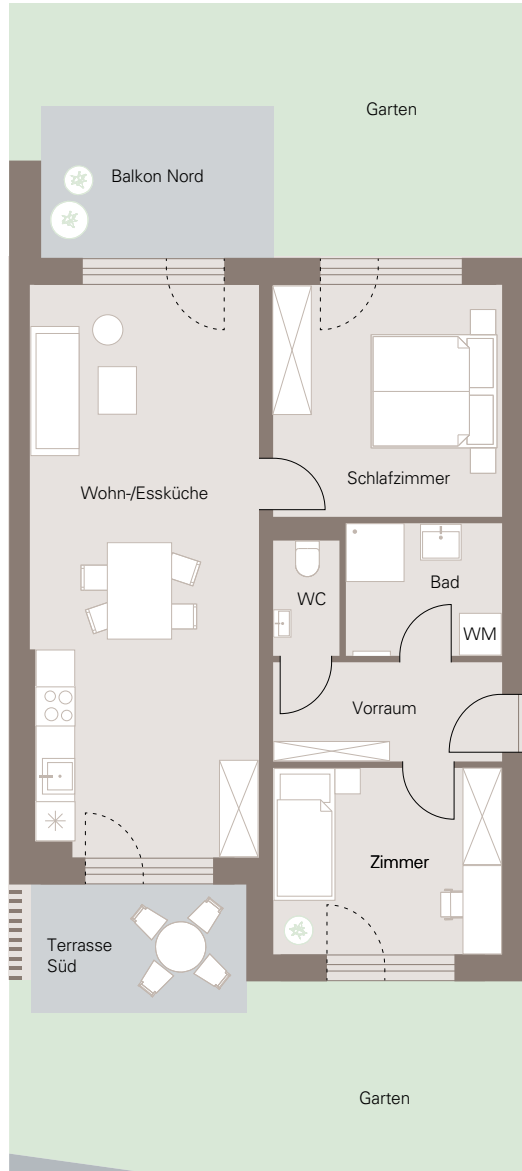 Garten
Balkon Nord
Schlafzimmer
Wohn-/Essküche
Bad
WC
WM
Vorraum
Zimmer
Terrasse
Süd
Garten